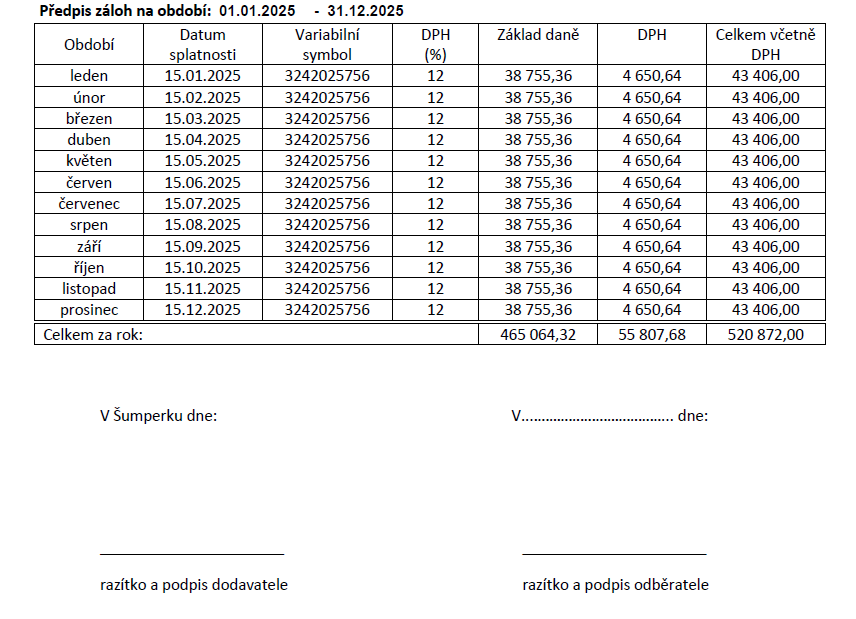 Předpis záloh na období: 01.01.2025 - 31.12.2025
Období Datum splatnosti Variabilní symbol DPH (%) Základ daně DPH Celkem včetně DPH
leden 15.01.2025 3242025756 12 38 755,36 4 650,64 43 406,00
únor 15.02.2025 3242025756 12 38 755,36 4 650,64 43 406,00
březen 15.03.2025 3242025756 12 38 755,36 4 650,64 43 406,00
duben 15.04.2025 3242025756 12 38 755,36 4 650,64 43 406,00
květen 15.05.2025 3242025756 12 38 755,36 4 650,64 43 406,00
červen 15.06.2025 3242025756 12 38 755,36 4 650,64 43 406,00
červenec 15.07.2025 3242025756 12 38 755,36 4 650,64 43 406,00
srpen 15.08.2025 3242025756 12 38 755,36 4 650,64 43 406,00
září 15.09.2025 3242025756 12 38 755,36 4 650,64 43 406,00
říjen 15.10.2025 3242025756 12 38 755,36 4 650,64 43 406,00
listopad 15.11.2025 3242025756 12 38 755,36 4 650,64 43 406,00
prosinec 15.12.2025 3242025756 12 38 755,36 4 650,64 43 406,00
Celkem za rok: 465 064,32 55 807,68 520 872,00
V Šumperku dne: V……………………………….. dne:
razítko a podpis dodavatele razítko a podpis odběratele